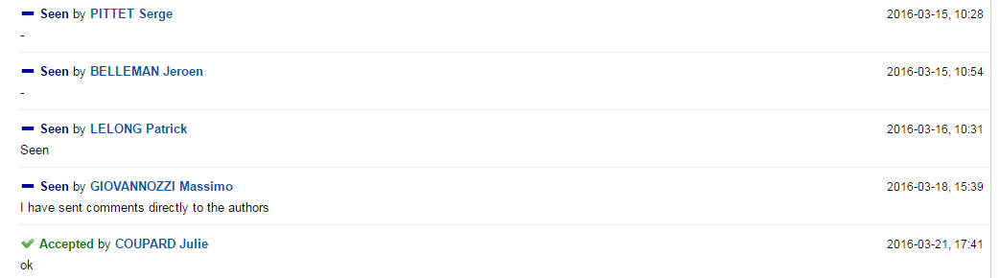 Seen by PITTET Serge 2016-03-15, 10:28
-
Seen by BELLEMAN Jeroen 2016-03-15, 10:54
-
Seen by LELONG Patrick 2016-03-16, 10:31
Seen
Seen by GIOVANNOZZI Massimo 2016-03-18, 15:39
I have sent comments directly to the authors
Accepted by COUPARD Julie 2016-03-21, 17:41
ok